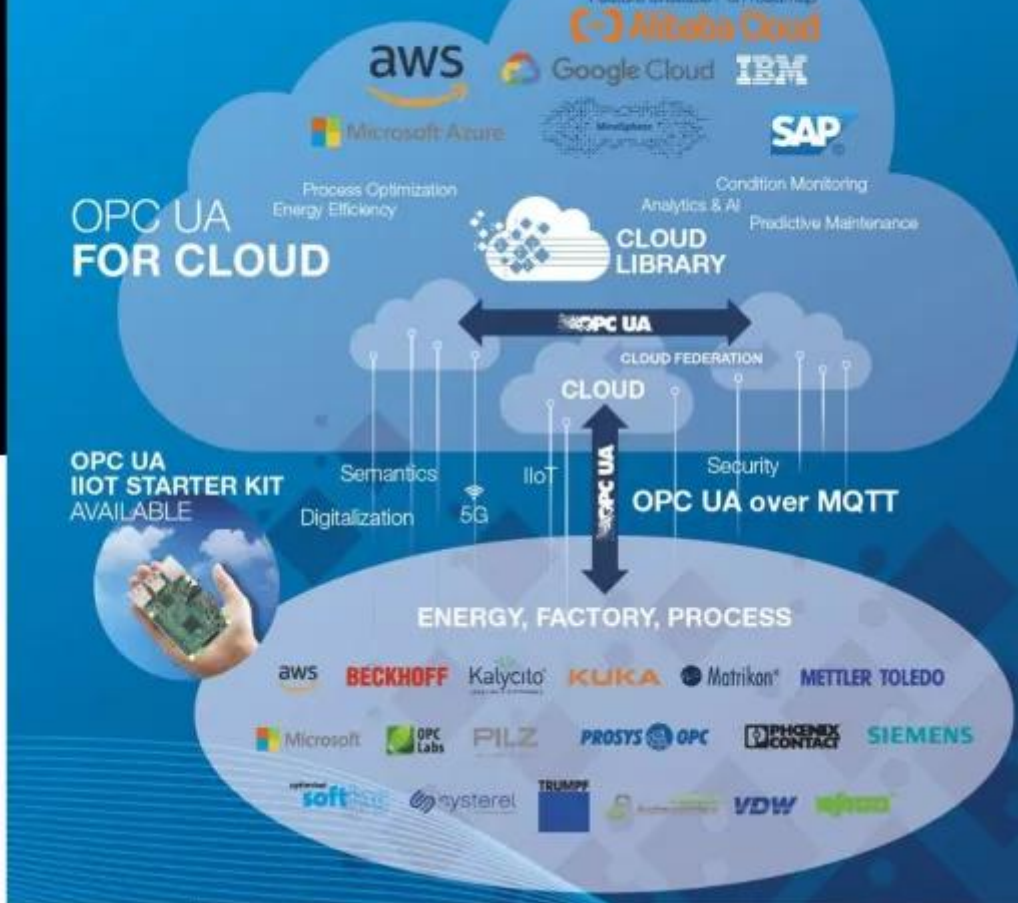 Alibaba Cloud
aws
Google Cloud
IBM
Microsoft Azure
MindSphere
SAP
Process Optimization
Energy Efficiency
Condition Monitoring
Analytics & AI
Predictive Maintenance
OPC UA
FOR CLOUD
CLOUD
LIBRARY
OPC UA
CLOUD FEDERATION
CLOUD
OPC UA
IIOT STARTER KIT
AVAILABLE
Semantics
IIoT
Security
Digitalization
5G
OPC UA
OPC UA over MQTT
ENERGY, FACTORY, PROCESS
aws
BECKHOFF
Kalycito
KUKA
Matrikon
METTLER TOLEDO
Microsoft
OPC
Labs
PILZ
PROSYS OPC
PHŒNIX
CONTACT
SIEMENS
soft
systerel
TRUMPF
VDW